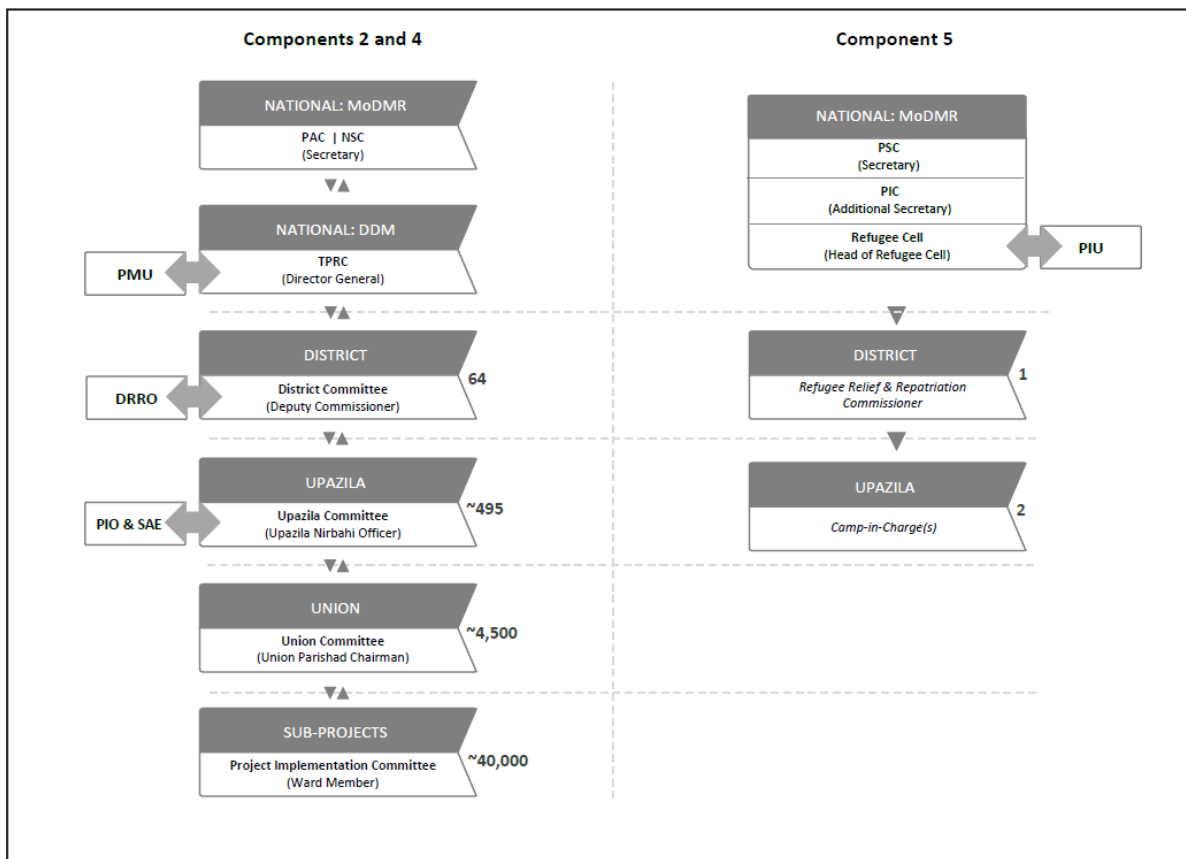 Components 2 and 4
NATIONAL: MoDMR
PAC | NSC
(Secretary)
NATIONAL: DDM
TPRC
(Director General)
PMU
DISTRICT
District Committee
(Deputy Commissioner)
64
DRRO
UPAZILA
Upazila Committee
(Upazila Nirbahi Officer)
~495
PIO & SAE
UNION
Union Committee
(Union Parishad Chairman)
~4,500
SUB-PROJECTS
Project Implementation Committee
(Ward Member)
~40,000
Component 5
NATIONAL: MoDMR
PSC
(Secretary)
PIC
(Additional Secretary)
Refugee Cell
(Head of Refugee Cell)
PIU
DISTRICT
Refugee Relief & Repatriation
Commissioner
1
UPAZILA
Camp-in-Charge(s)
2